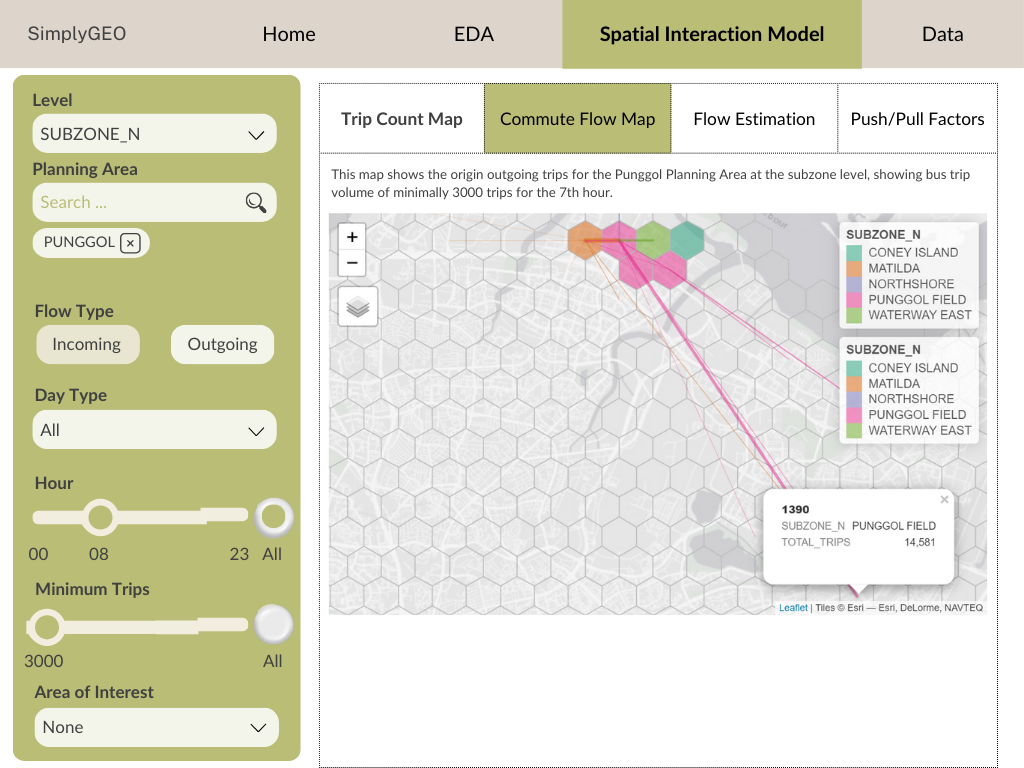 SimplyGEO
Home
EDA
Spatial Interaction Model
Data
Level
SUBZONE_N
Planning Area
Search ...
PUNGGOL
Flow Type
Incoming
Outgoing
Day Type
All
Hour
00
08
23
All
Minimum Trips
3000
All
Area of Interest
None
Trip Count Map
Commute Flow Map
Flow Estimation
Push/Pull Factors
This map shows the origin outgoing trips for the Punggol Planning Area at the subzone level, showing bus trip
volume of minimally 3000 trips for the 7th hour.
+
−
SUBZONE_N
CONEY ISLAND
MATILDA
NORTHSHORE
PUNGGOL FIELD
WATERWAY EAST
SUBZONE_N
CONEY ISLAND
MATILDA
NORTHSHORE
PUNGGOL FIELD
WATERWAY EAST
1390
SUBZONE_N PUNGGOL FIELD
TOTAL_TRIPS 14,581
Leaflet | Tiles © Esri — Esri, DeLorme, NAVTEQ